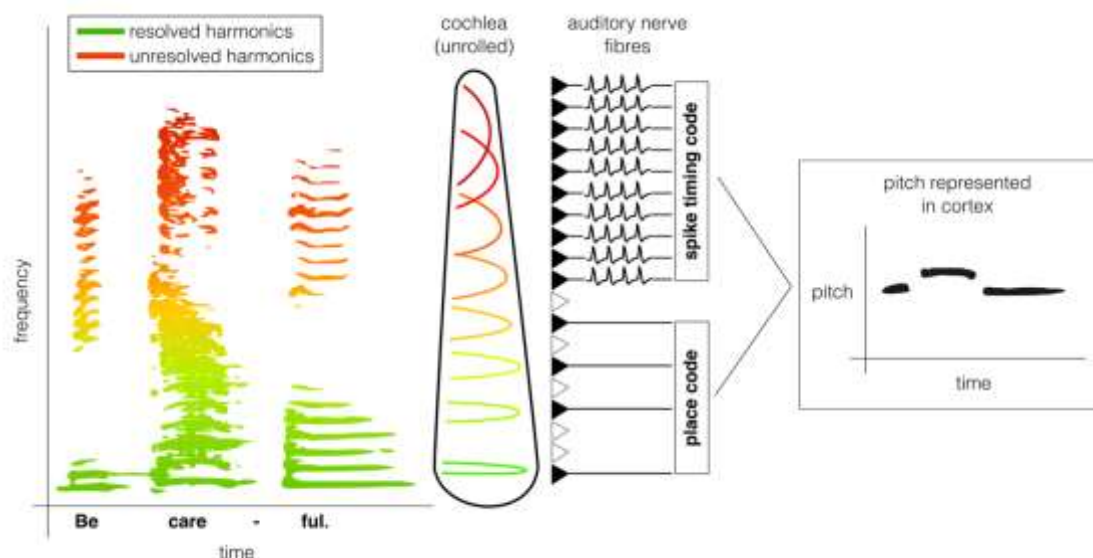 resolved harmonics
unresolved harmonics
frequency
Be care - ful.
time
cochlea
(unrolled)
auditory nerve
fibres
spike timing code
place code
pitch represented
in cortex
pitch
time